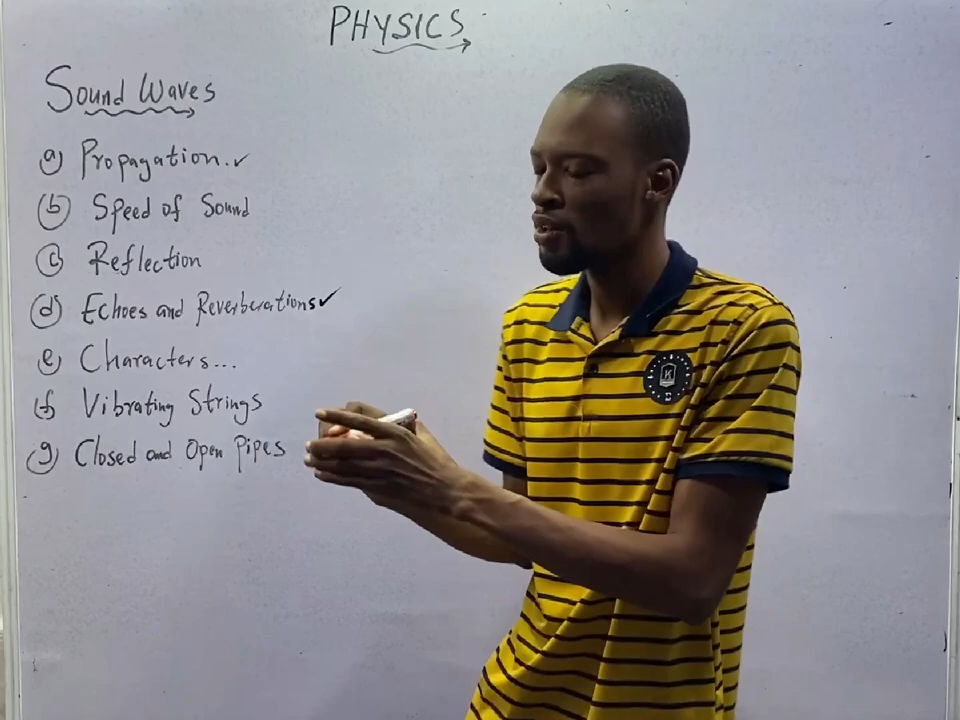 PHYSICS
Sound Waves
(a) Propagation.✓
(b) Speed of Sound
(c) Reflection
(d) Echoes and Reverberations✓
(e) Characters...
(f) Vibrating Strings
(g) Closed and Open Pipes
K